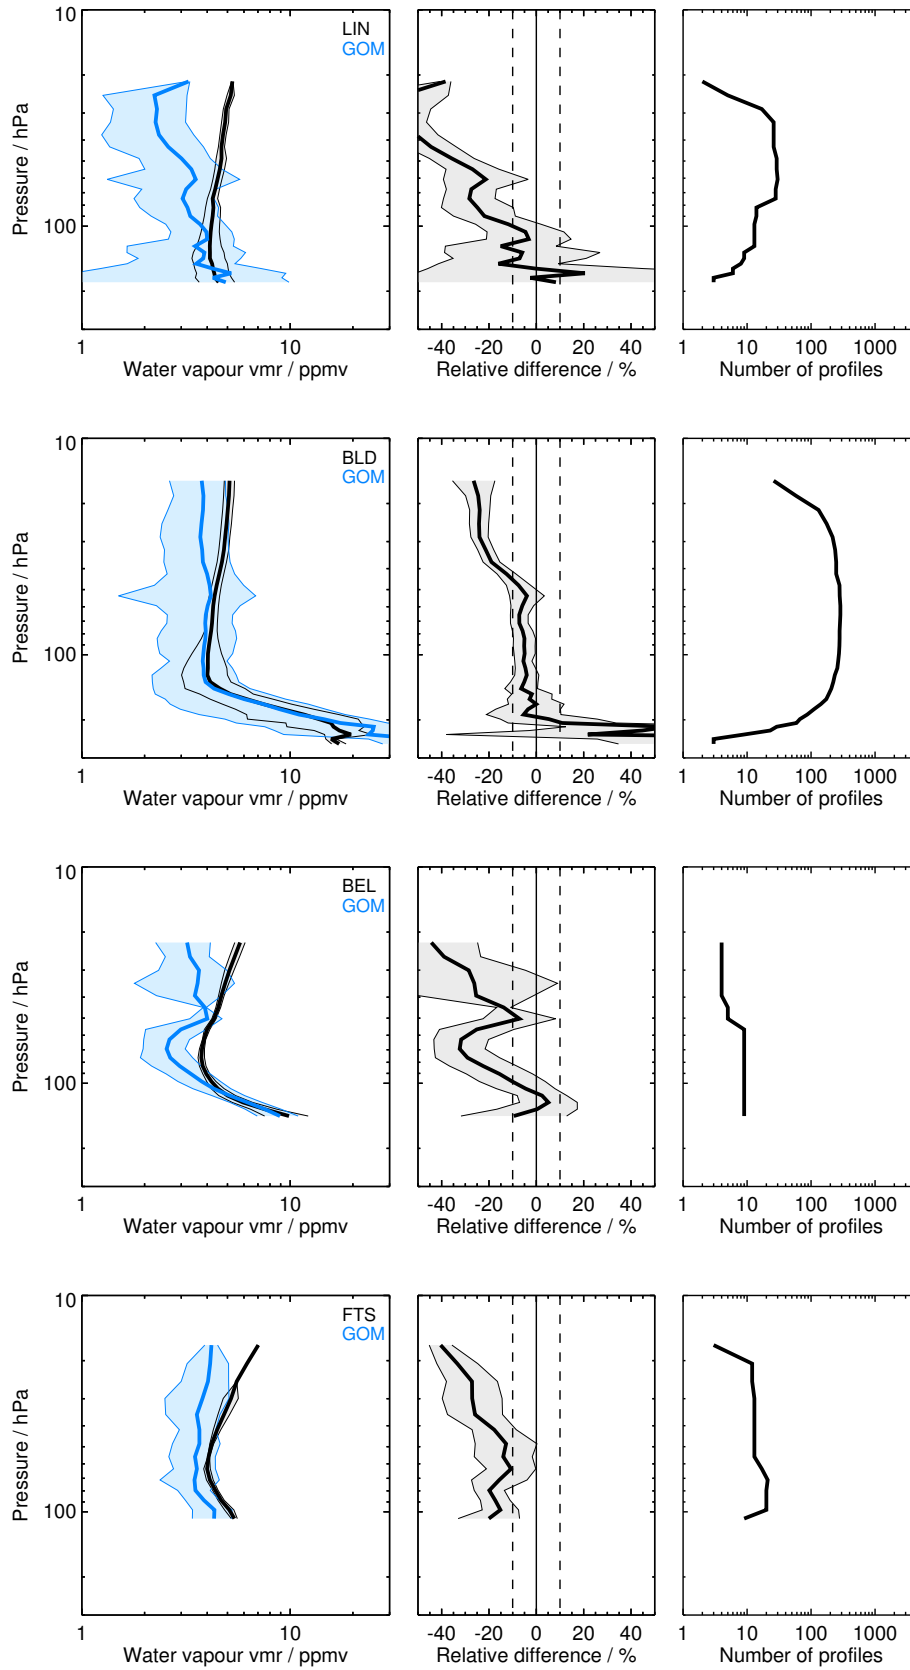 10
100
Pressure / hPa
LIN
GOM
1
10
Water vapour vmr / ppmv
-40 -20 0 20 40
Relative difference / %
1 10 100 1000
Number of profiles
10
100
Pressure / hPa
BLD
GOM
1
10
Water vapour vmr / ppmv
-40 -20 0 20 40
Relative difference / %
1 10 100 1000
Number of profiles
10
100
Pressure / hPa
BEL
GOM
1
10
Water vapour vmr / ppmv
-40 -20 0 20 40
Relative difference / %
1 10 100 1000
Number of profiles
10
100
Pressure / hPa
FTS
GOM
1
10
Water vapour vmr / ppmv
-40 -20 0 20 40
Relative difference / %
1 10 100 1000
Number of profiles